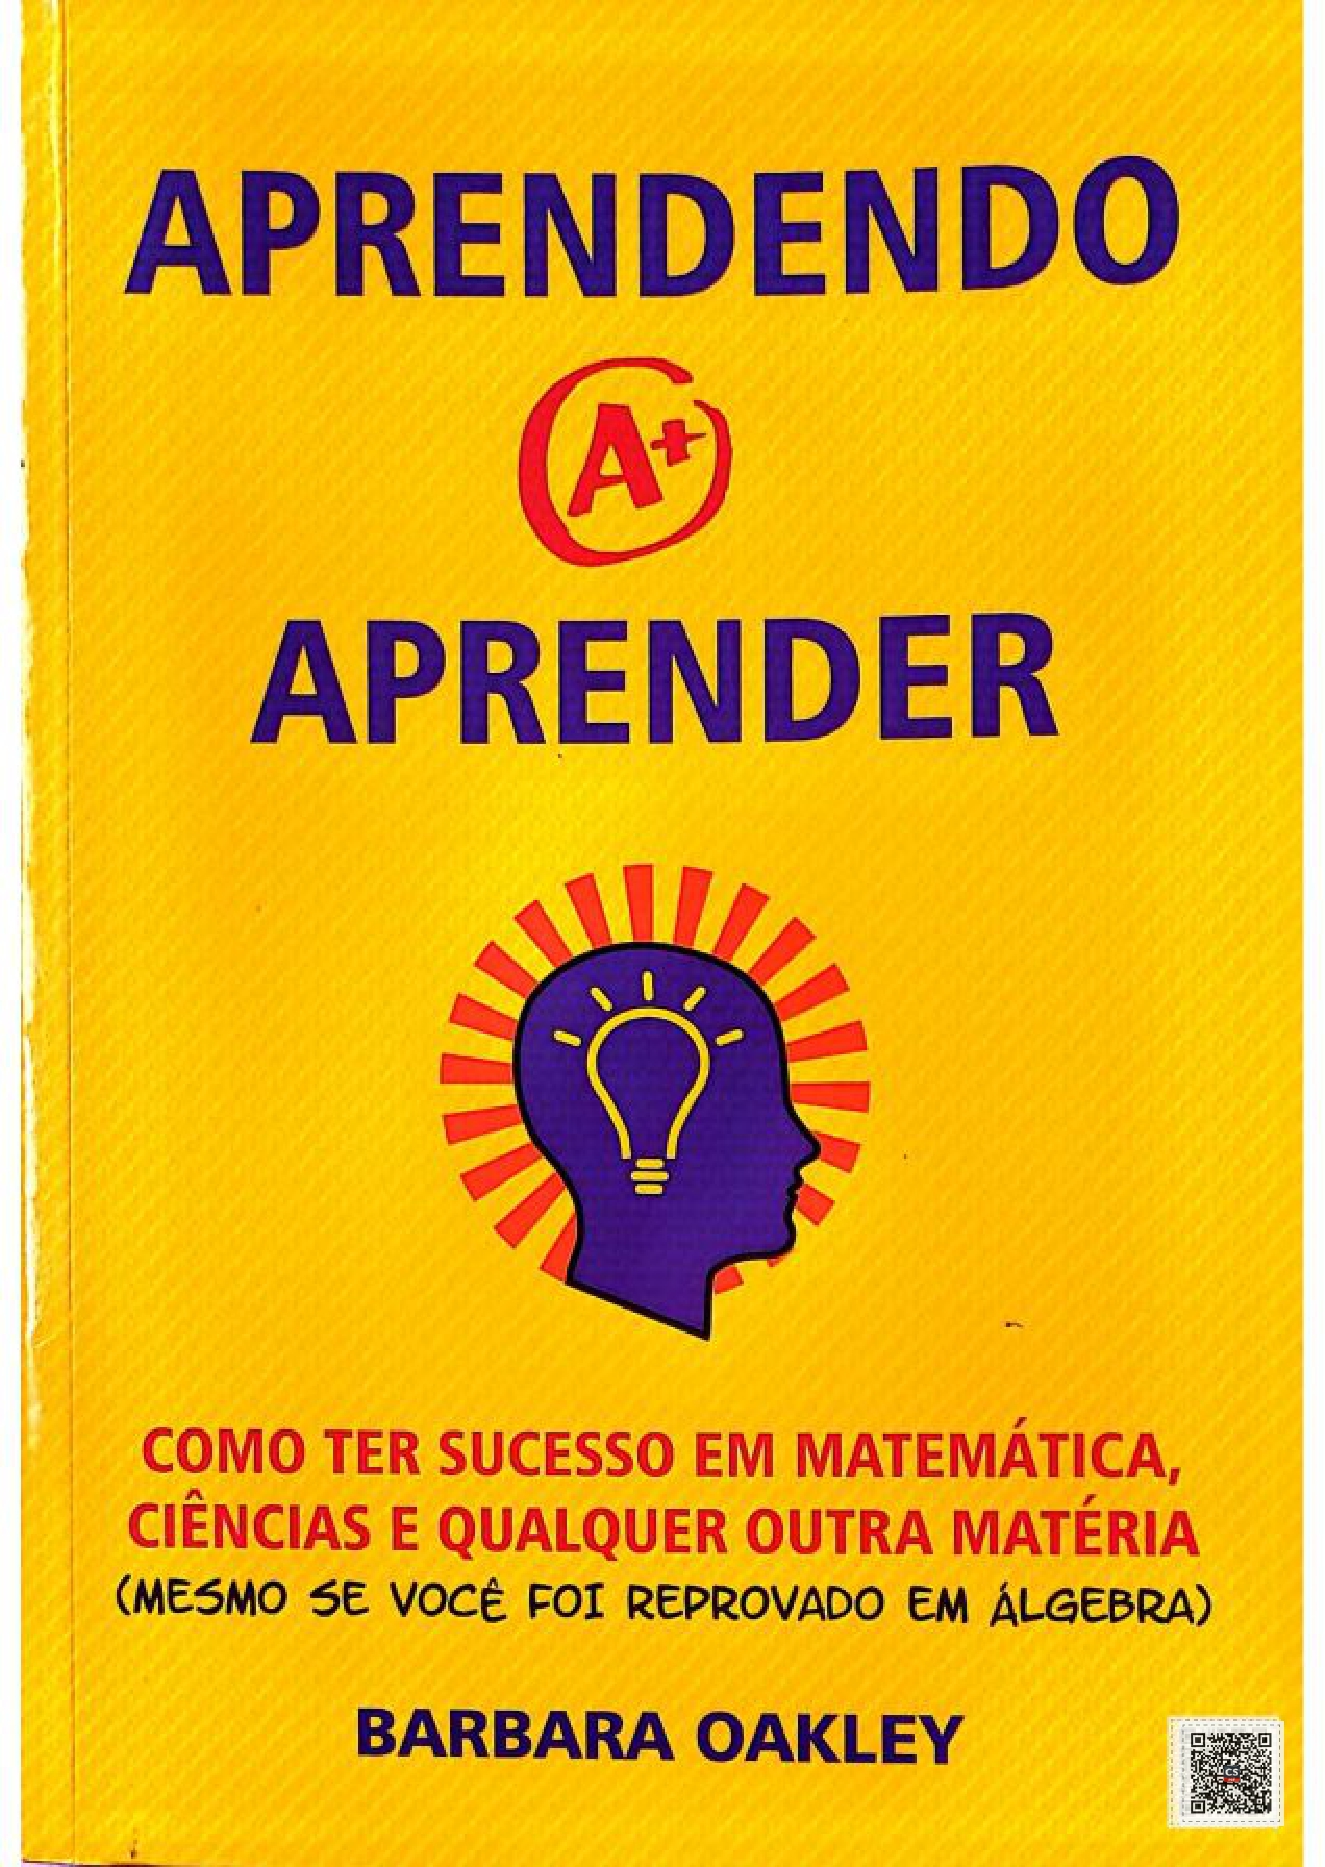 APRENDENDO
A+
APRENDER
COMO TER SUCESSO EM MATEMÁTICA,
CIÊNCIAS E QUALQUER OUTRA MATÉRIA
(MESMO SE VOCÊ FOI REPROVADO EM ÁLGEBRA)
BARBARA OAKLEY
CS